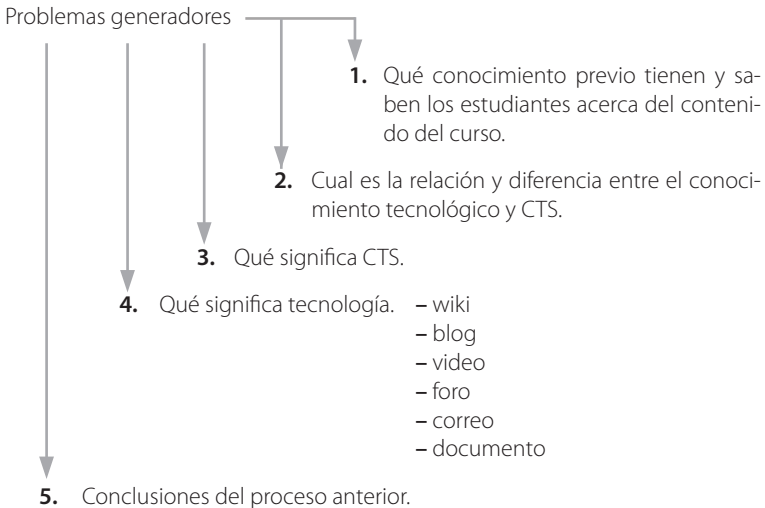 Problemas generadores
1. Qué conocimiento previo tienen y sa-
ben los estudiantes acerca del conteni-
do del curso.
2. Cual es la relación y diferencia entre el conoci-
miento tecnológico y CTS.
3. Qué significa CTS.
4. Qué significa tecnología. – wiki
– blog
– video
– foro
– correo
– documento
5. Conclusiones del proceso anterior.